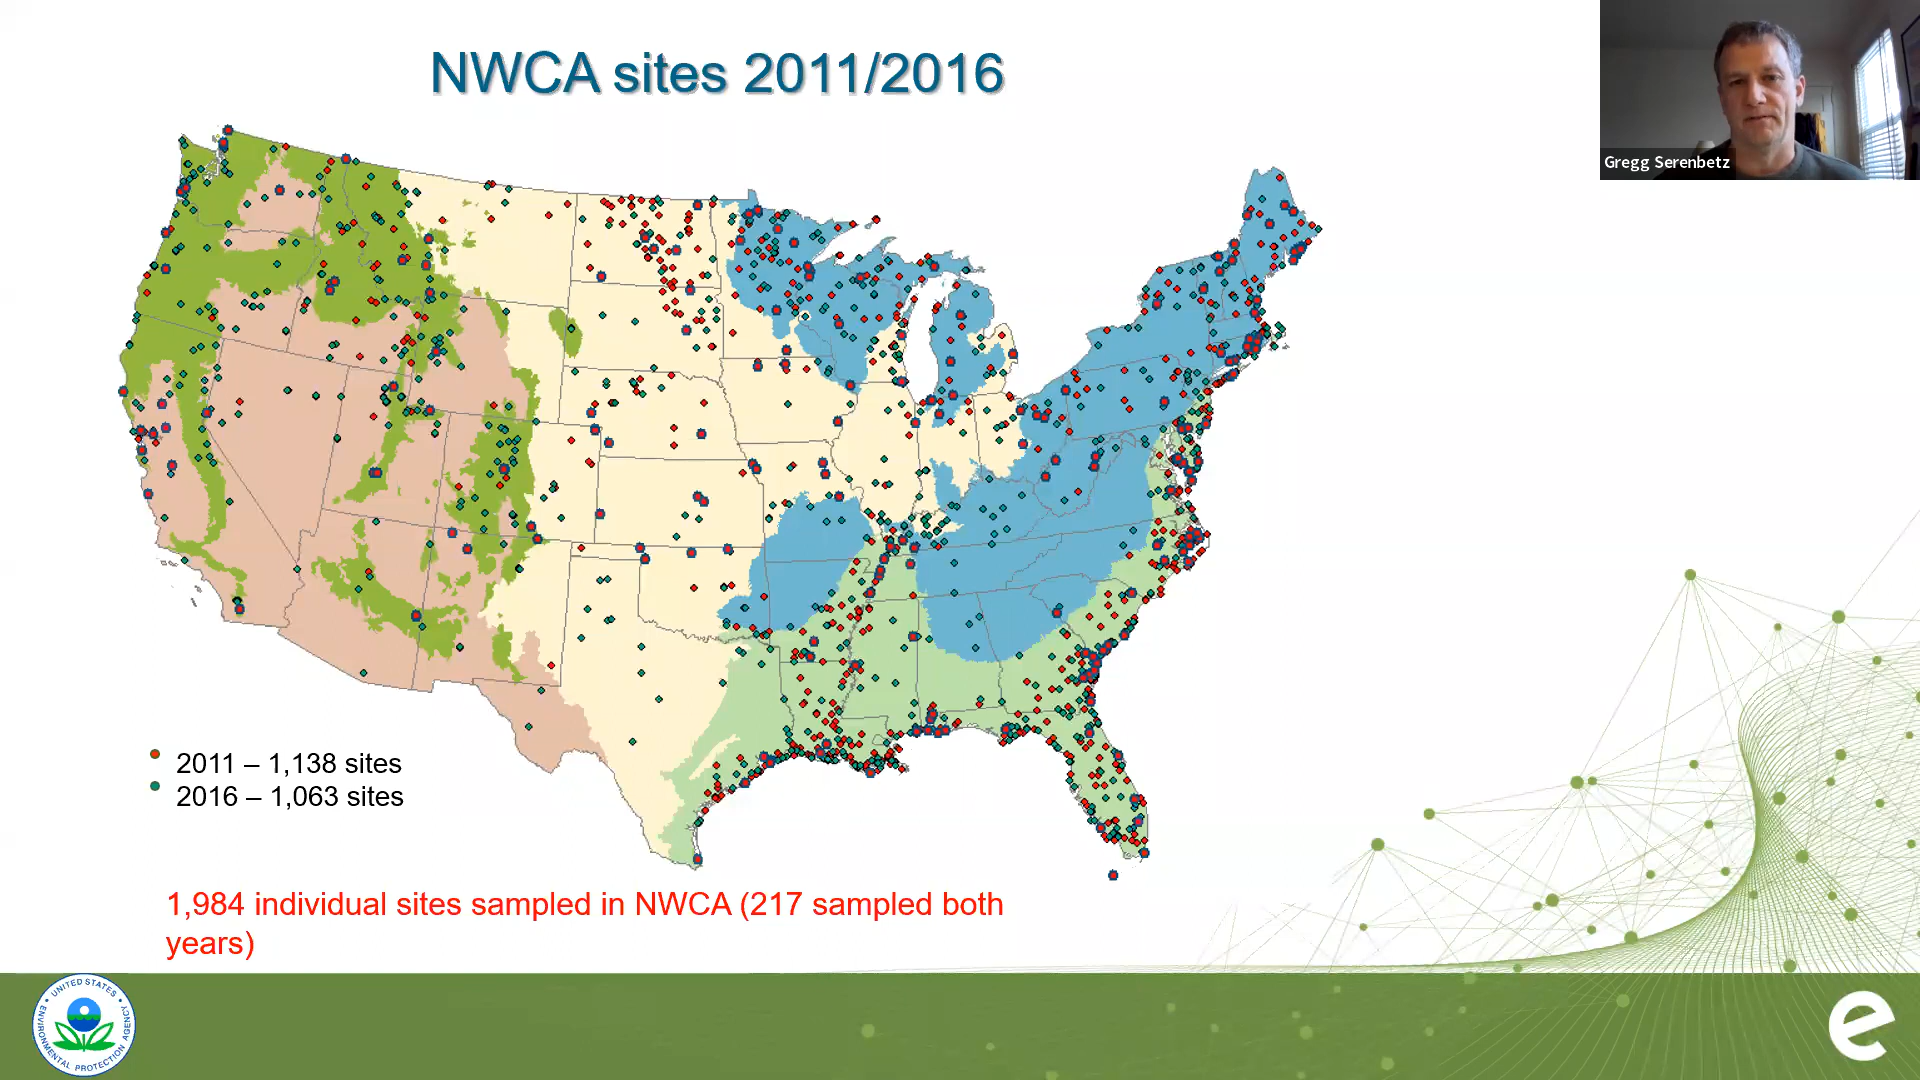 NWCA sites 2011/2016
Gregg Serenbetz
2011 – 1,138 sites
2016 – 1,063 sites
1,984 individual sites sampled in NWCA (217 sampled both
years)
UNITED STATES
ENVIRONMENTAL PROTECTION AGENCY
e